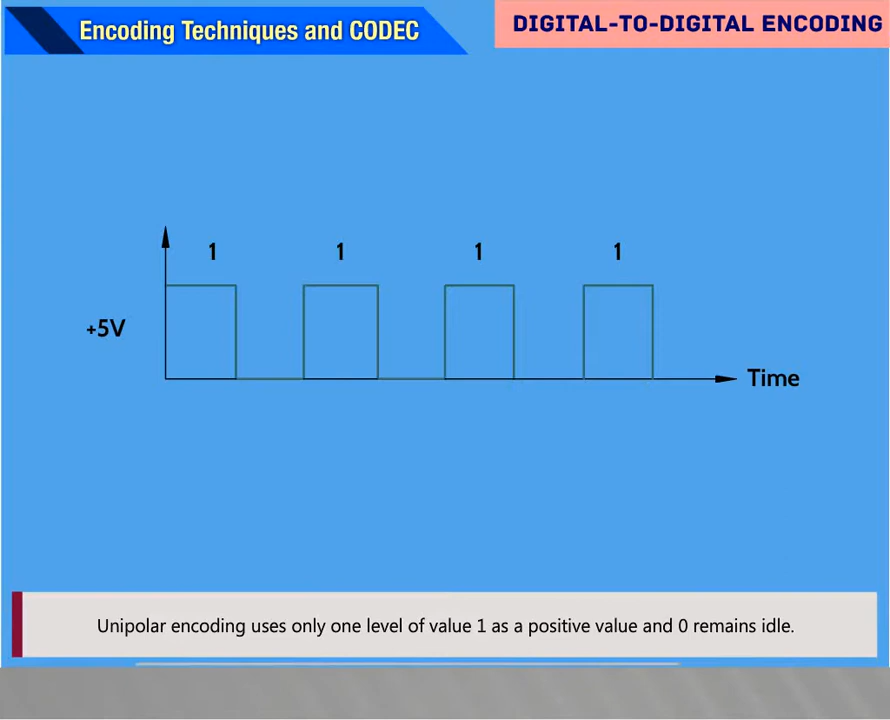 Encoding Techniques and CODEC
DIGITAL-TO-DIGITAL ENCODING
1 1 1 1
+5V
Time
Unipolar encoding uses only one level of value 1 as a positive value and 0 remains idle.